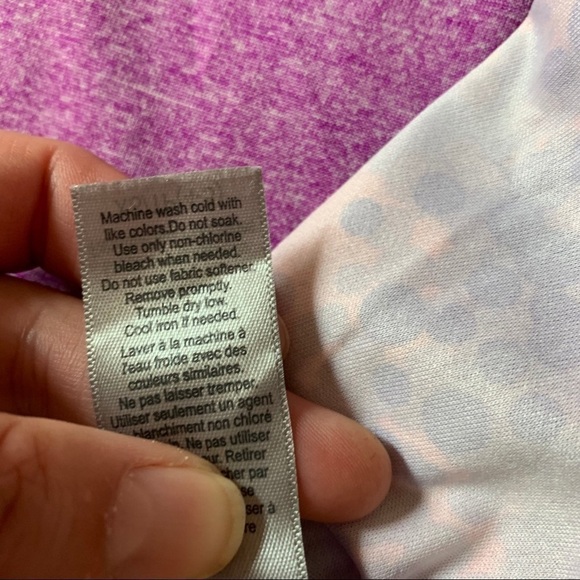 Machine wash cold with
like colors.Do not soak.
Use only non-chlorine
bleach when needed.
Do not use fabric softener.
Remove promptly.
Tumble dry low.
Cool iron if needed.
Laver à la machine à
l'eau froide avec des
couleurs similaires.
Ne pas laisser tremper.
Utiliser seulement un agent
blanchiment non chloré
Ne pas utiliser
Retirer
par